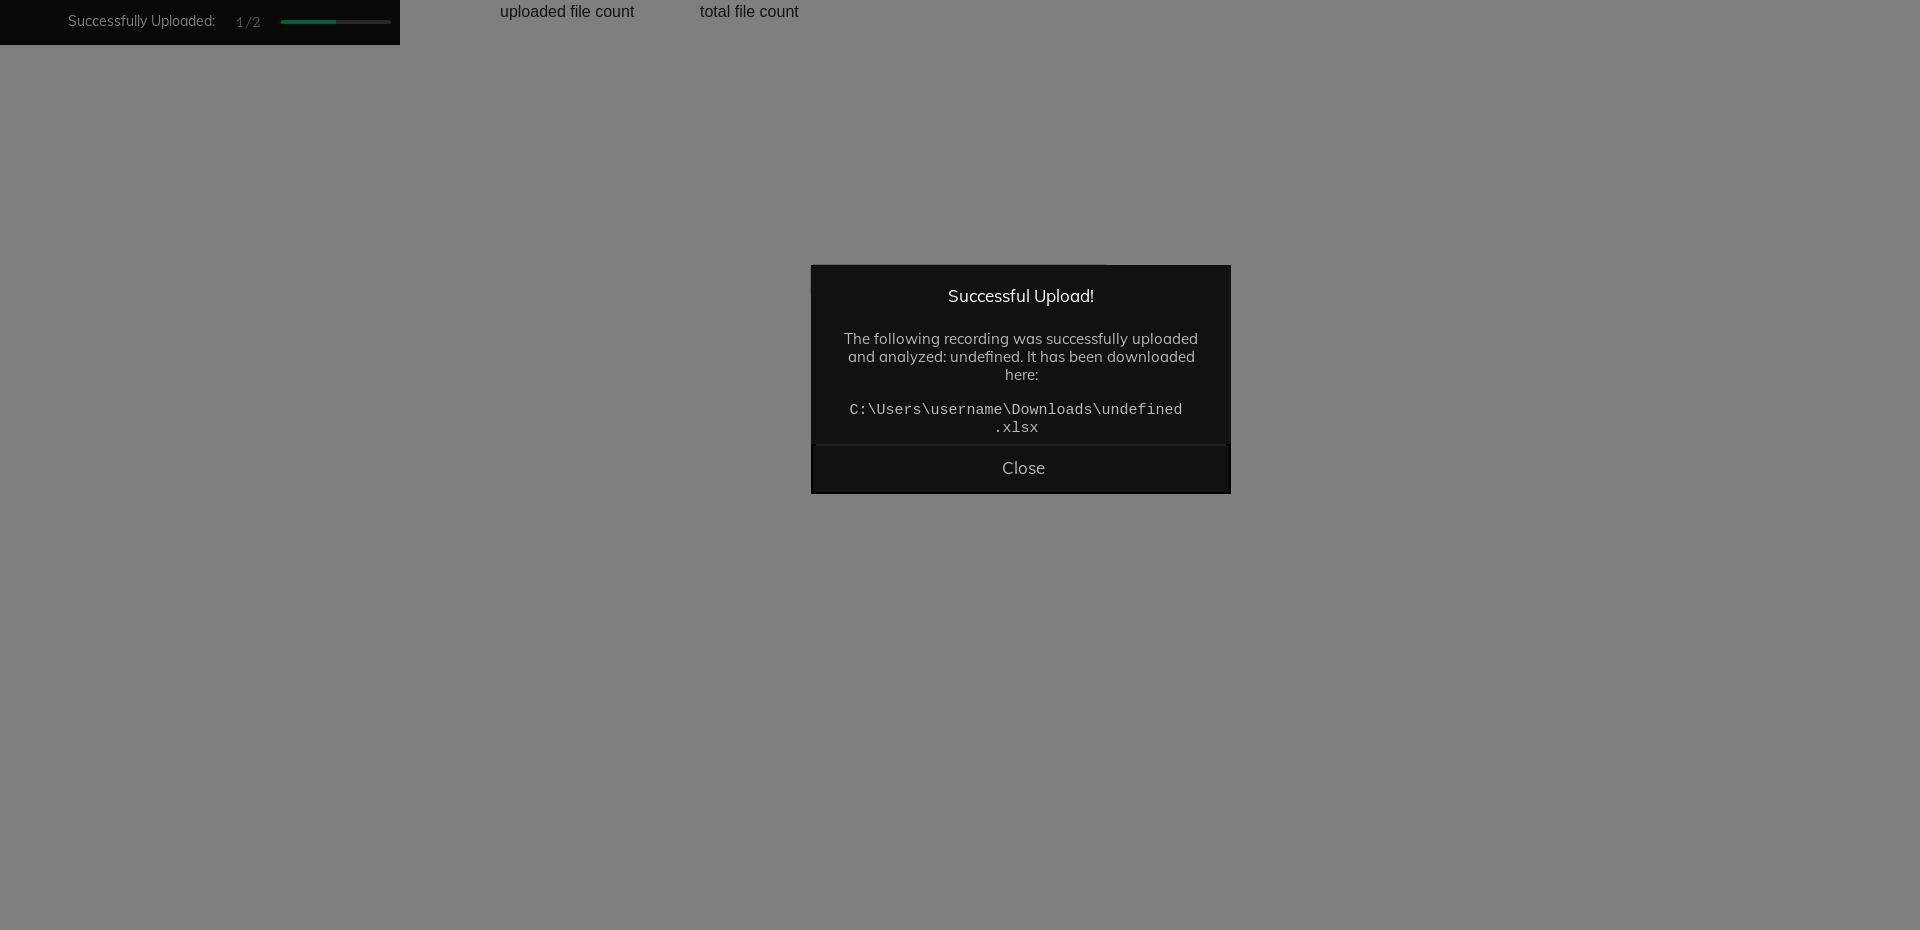 Successfully Uploaded: 1/2
uploaded file count
total file count
Successful Upload!
The following recording was successfully uploaded
and analyzed: undefined. It has been downloaded
here:
C:\Users\username\Downloads\undefined
.xlsx
Close